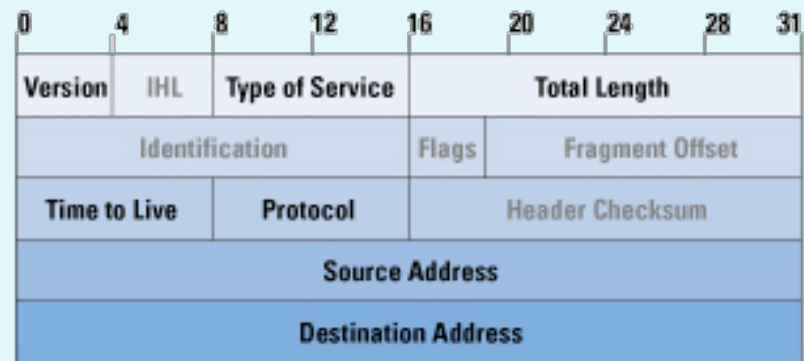 0 4 8 12 16 20 24 28 31
Version IHL Type of Service Total Length
Identification Flags Fragment Offset
Time to Live Protocol Header Checksum
Source Address
Destination Address